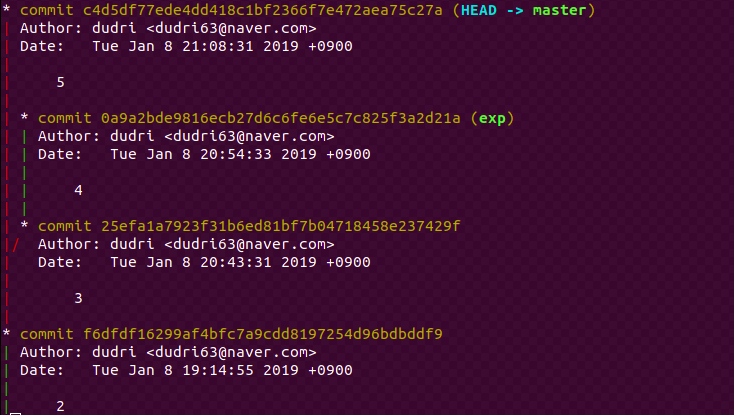 * commit c4d5df77ede4dd418c1bf2366f7e472aea75c27a (HEAD -> master)
| Author: dudri <dudri63@naver.com>
| Date:   Tue Jan 8 21:08:31 2019 +0900
|
|     5
|
| * commit 0a9a2bde9816ecb27d6c6fe6e5c7c825f3a2d21a (exp)
| | Author: dudri <dudri63@naver.com>
| | Date:   Tue Jan 8 20:54:33 2019 +0900
| |
| |     4
| |
| * commit 25efa1a7923f31b6ed81bf7b04718458e237429f
|/  Author: dudri <dudri63@naver.com>
|   Date:   Tue Jan 8 20:43:31 2019 +0900
|
|       3
|
* commit f6dfdf16299af4bfc7a9cdd8197254d96bdbddf9
| Author: dudri <dudri63@naver.com>
| Date:   Tue Jan 8 19:14:55 2019 +0900
|
|     2